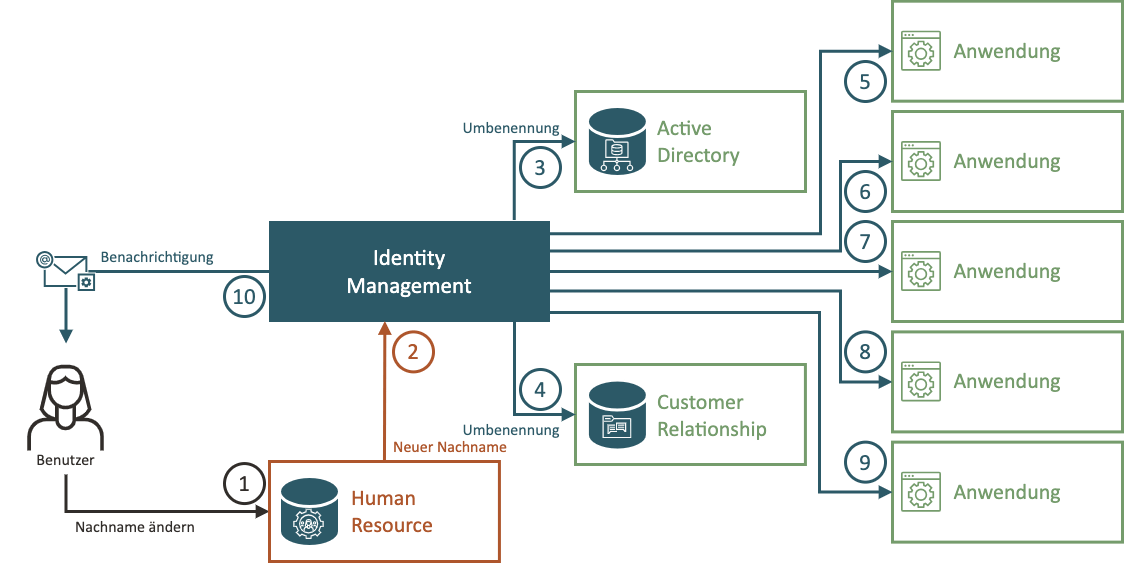 Anwendung
5
Umbenennung
Active
Directory
3
Anwendung
6
7
Identity
Management
Benachrichtigung
@
10
Anwendung
2
8
Anwendung
4
Customer
Relationship
Umbenennung
Neuer Nachname
Benutzer
9
Anwendung
1
Human
Resource
Nachname ändern